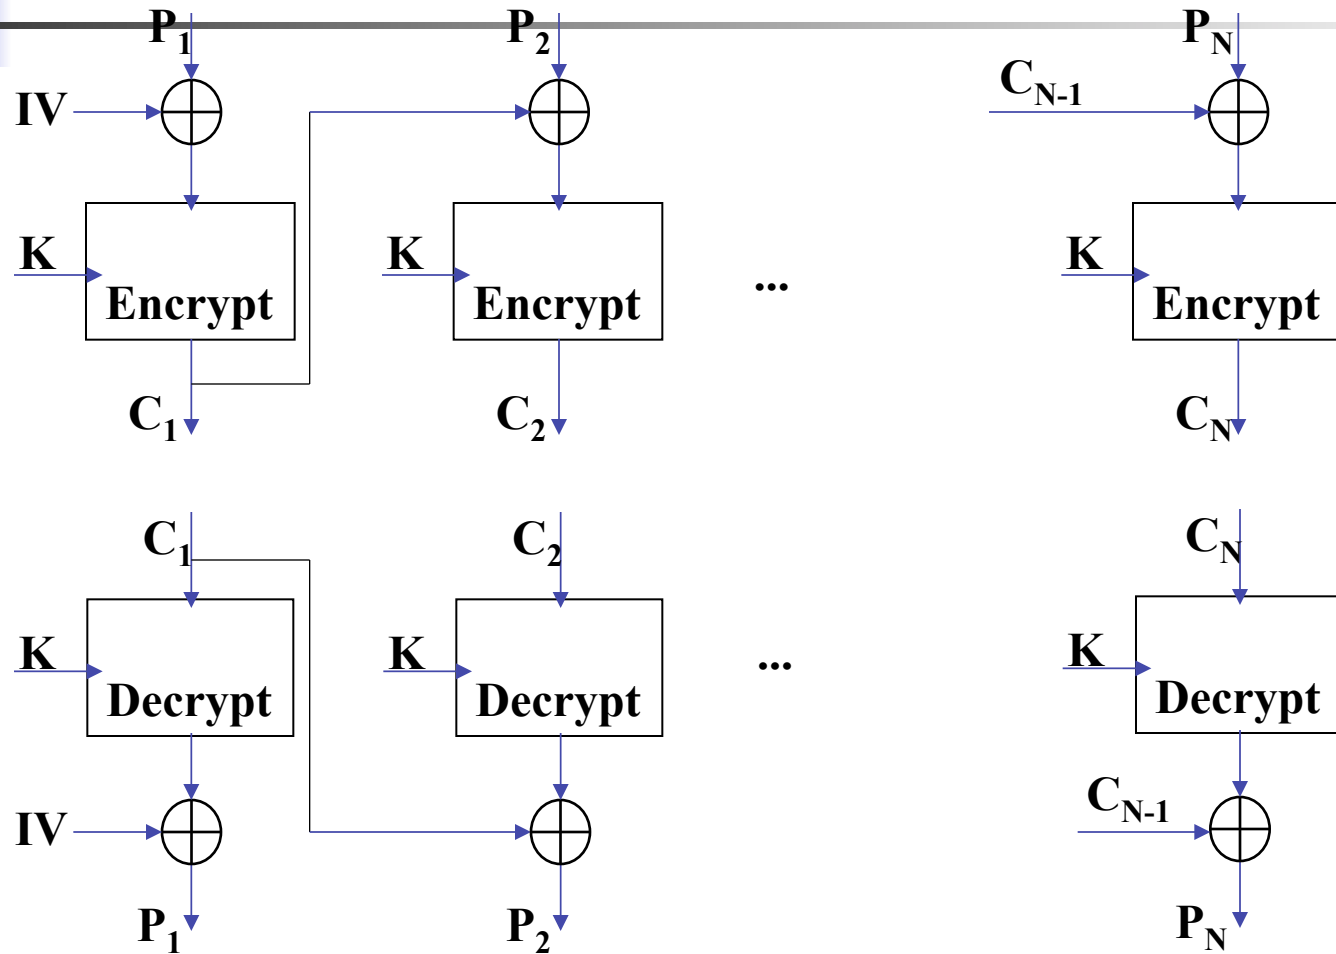 P1 P2 PN
IV CN-1
K K K
Encrypt Encrypt ... Encrypt
C1 C2 CN
C1 C2 CN
K K ... K
Decrypt Decrypt Decrypt
IV CN-1
P1 P2 PN